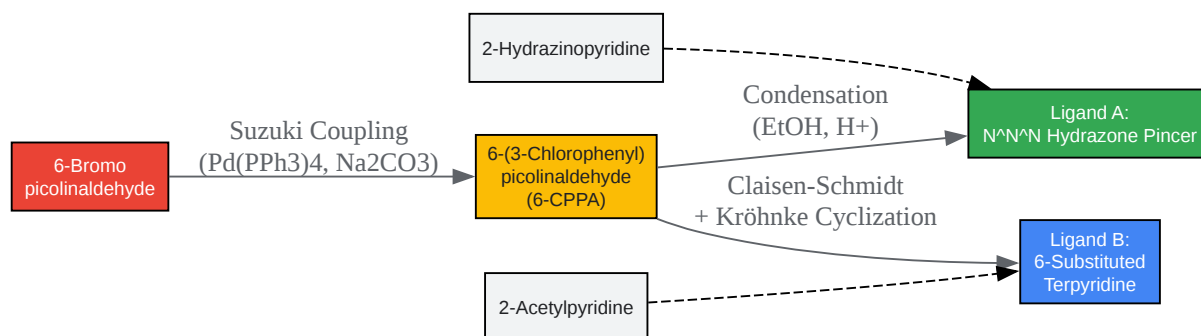 2-Hydrazinopyridine
Condensation
(EtOH, H+)
Ligand A:
N^N^N Hydrazone Pincer
Suzuki Coupling
(Pd(PPh3)4, Na2CO3)
6-Bromo
picolinaldehyde
6-(3-Chlorophenyl)
picolinaldehyde
(6-CPPA)
Claisen-Schmidt
+ Kröhnke Cyclization
Ligand B:
6-Substituted
Terpyridine
2-Acetylpyridine